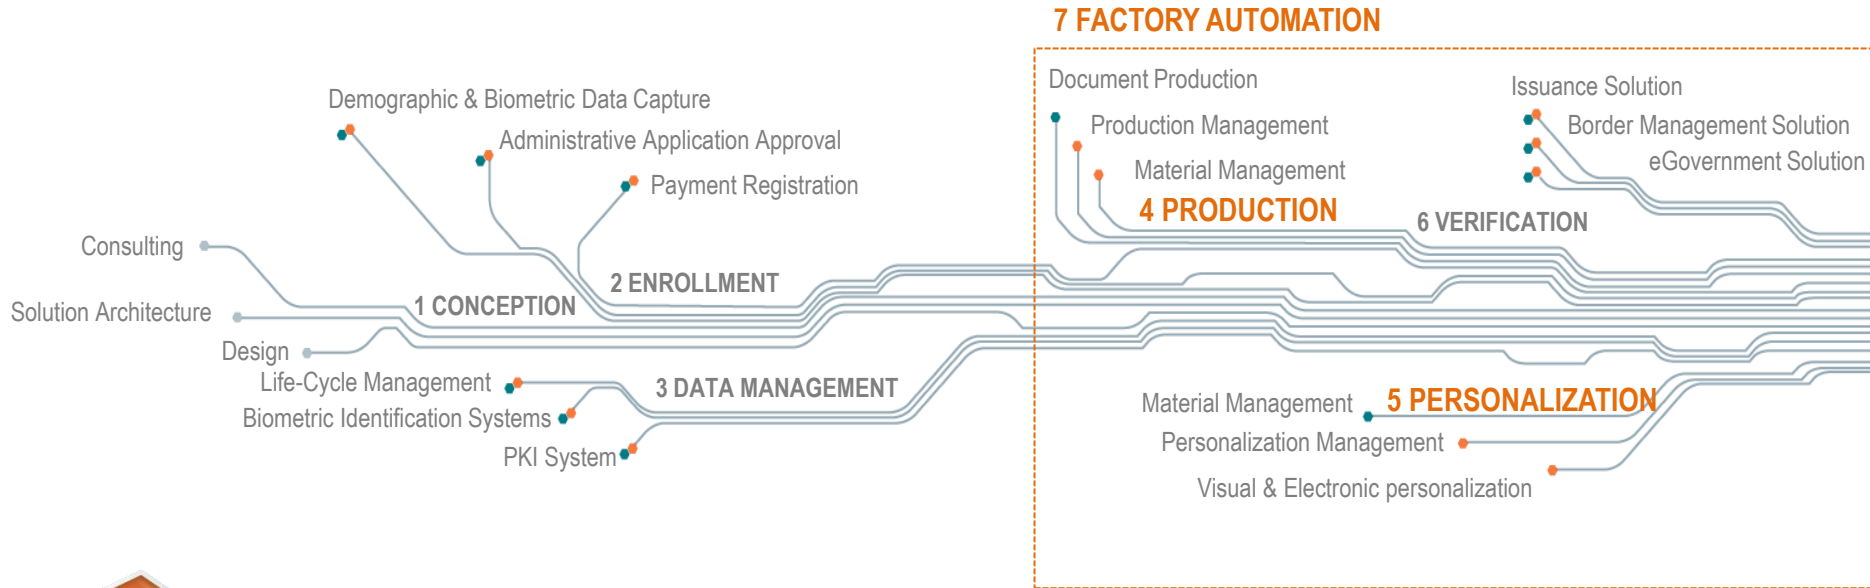 7 FACTORY AUTOMATION
Document Production
Production Management
Material Management
4 PRODUCTION
Issuance Solution
Border Management Solution
eGovernment Solution
6 VERIFICATION
Demographic & Biometric Data Capture
Administrative Application Approval
Payment Registration
2 ENROLLMENT
Consulting
1 CONCEPTION
Solution Architecture
Design
Life-Cycle Management
3 DATA MANAGEMENT
Biometric Identification Systems
PKI System
Material Management
5 PERSONALIZATION
Personalization Management
Visual & Electronic personalization